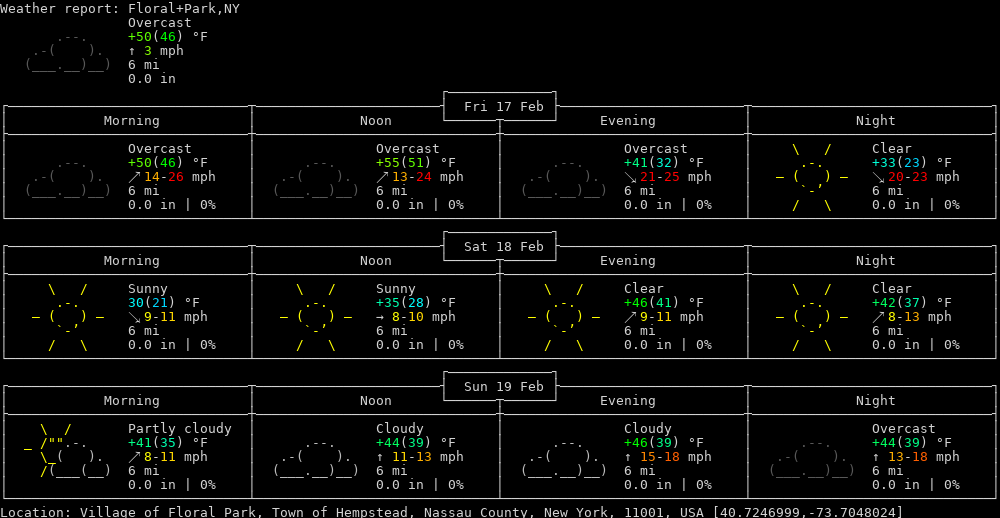 Weather report: Floral+Park,NY
Overcast
+50(46) °F
↑ 3 mph
6 mi
0.0 in
Fri 17 Feb
Morning Noon Evening Night
Overcast Overcast Overcast Clear
+50(46) °F +55(51) °F +41(32) °F +33(23) °F
↗ 14-26 mph ↗ 13-24 mph ↘ 21-25 mph ↘ 20-23 mph
6 mi 6 mi 6 mi 6 mi
0.0 in | 0% 0.0 in | 0% 0.0 in | 0% 0.0 in | 0%
Sat 18 Feb
Morning Noon Evening Night
Sunny Sunny Clear Clear
30(21) °F +35(28) °F +46(41) °F +42(37) °F
↘ 9-11 mph → 8-10 mph ↗ 9-11 mph ↗ 8-13 mph
6 mi 6 mi 6 mi 6 mi
0.0 in | 0% 0.0 in | 0% 0.0 in | 0% 0.0 in | 0%
Sun 19 Feb
Morning Noon Evening Night
Partly cloudy Cloudy Cloudy Overcast
+41(35) °F +44(39) °F +46(39) °F +44(39) °F
↗ 8-11 mph ↑ 11-13 mph ↑ 15-18 mph ↑ 13-18 mph
6 mi 6 mi 6 mi 6 mi
0.0 in | 0% 0.0 in | 0% 0.0 in | 0% 0.0 in | 0%
Location: Village of Floral Park, Town of Hempstead, Nassau County, New York, 11001, USA [40.7246999,-73.7048024]